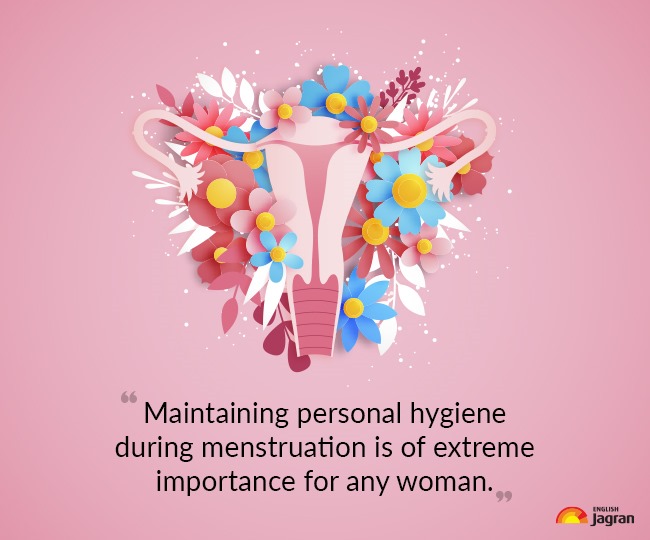 “Maintaining personal hygiene
during menstruation is of extreme
importance for any woman.”
ENGLISH
Jagran